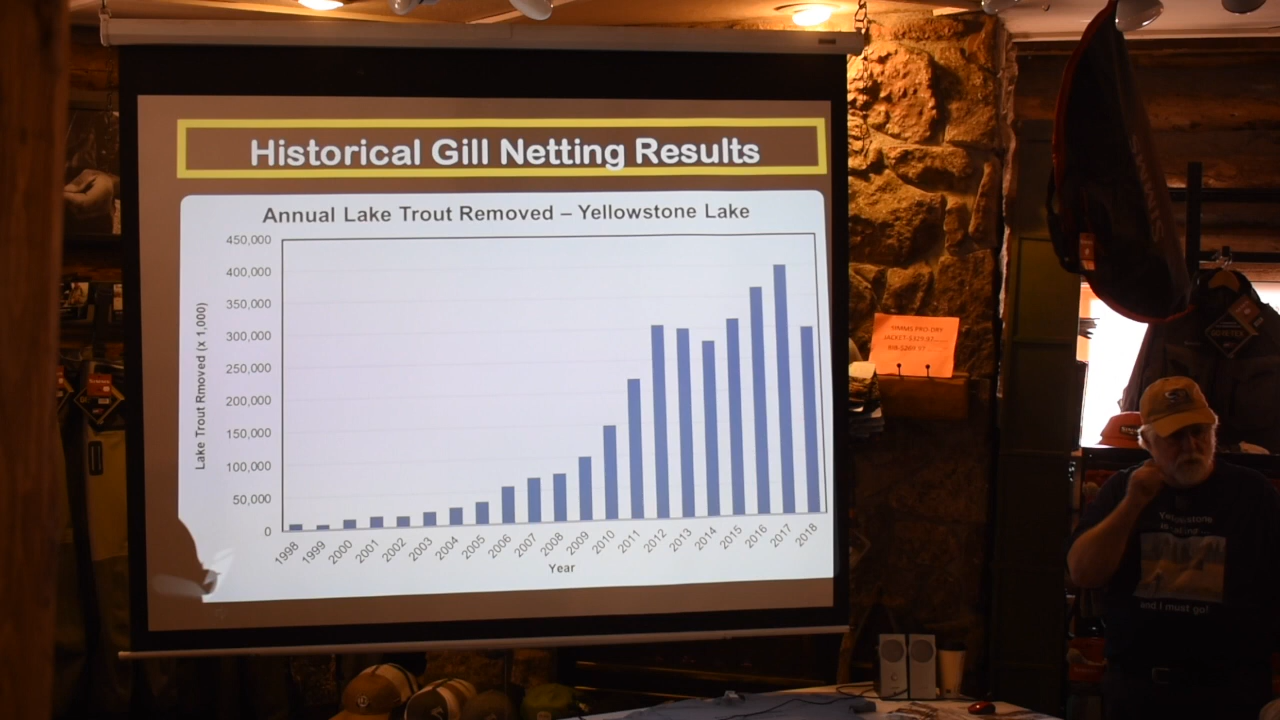 Historical Gill Netting Results
Annual Lake Trout Removed – Yellowstone Lake
Lake Trout Rmoved (x 1,000)
450,000
400,000
350,000
300,000
250,000
200,000
150,000
100,000
50,000
0
1998 1999 2000 2001 2002 2003 2004 2005 2006 2007 2008 2009 2010 2011 2012 2013 2014 2015 2016 2017 2018
Year
SIMMS PRO DRY
Yellowstone
and I must go!